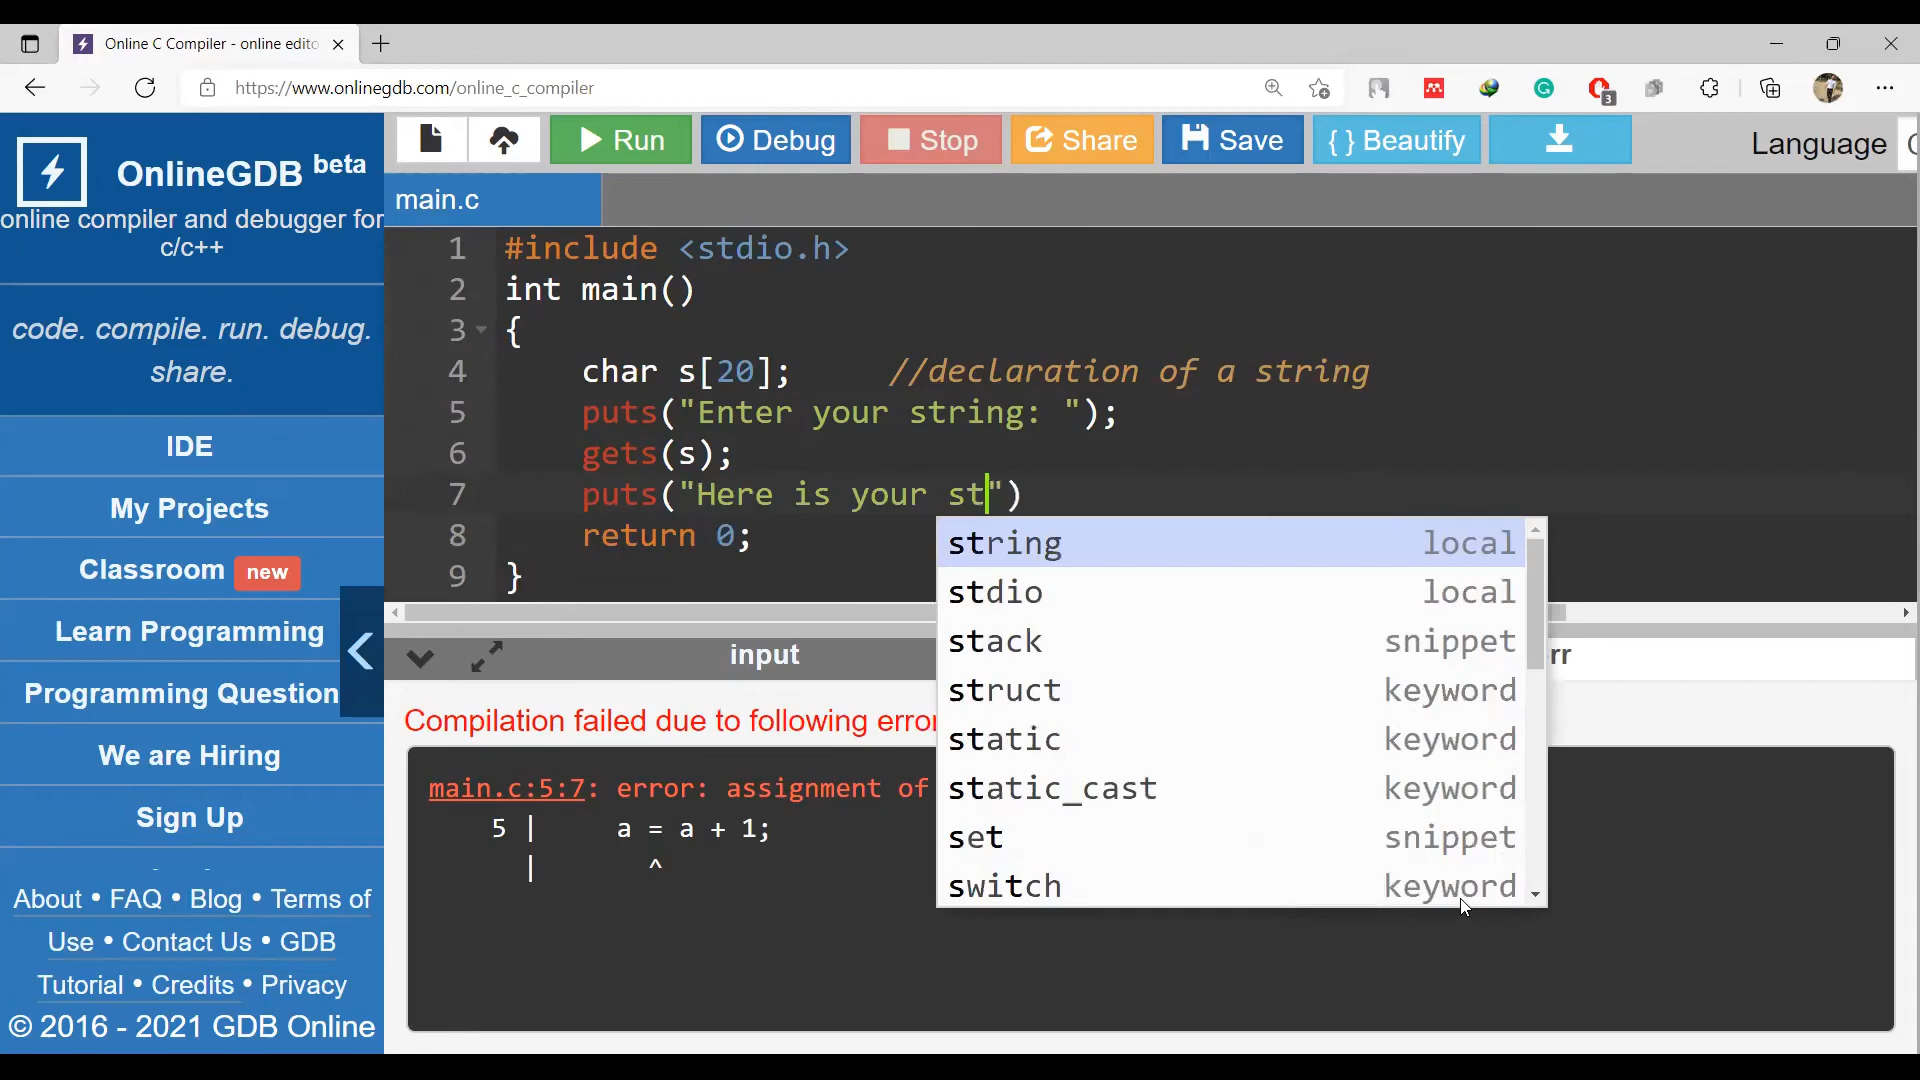 Online C Compiler - online edito
https://www.onlinegdb.com/online_c_compiler
3
OnlineGDB beta
online compiler and debugger for
c/c++
code. compile. run. debug.
share.
IDE
My Projects
Classroom new
Learn Programming
Programming Question
We are Hiring
Sign Up
About • FAQ • Blog • Terms of
Use • Contact Us • GDB
Tutorial • Credits • Privacy
© 2016 - 2021 GDB Online
Run
Debug
Stop
Share
Save
{ } Beautify
Language
main.c
1 #include <stdio.h>
2 int main()
3 {
4 char s[20]; //declaration of a string
5 puts("Enter your string: ");
6 gets(s);
7 puts("Here is your st")
8 return 0;
9 }
string local
stdio local
stack snippet
struct keyword
static keyword
static_cast keyword
set snippet
switch keyword
input
rr
Compilation failed due to following error
main.c:5:7: error: assignment of
5 | a = a + 1;
| ^